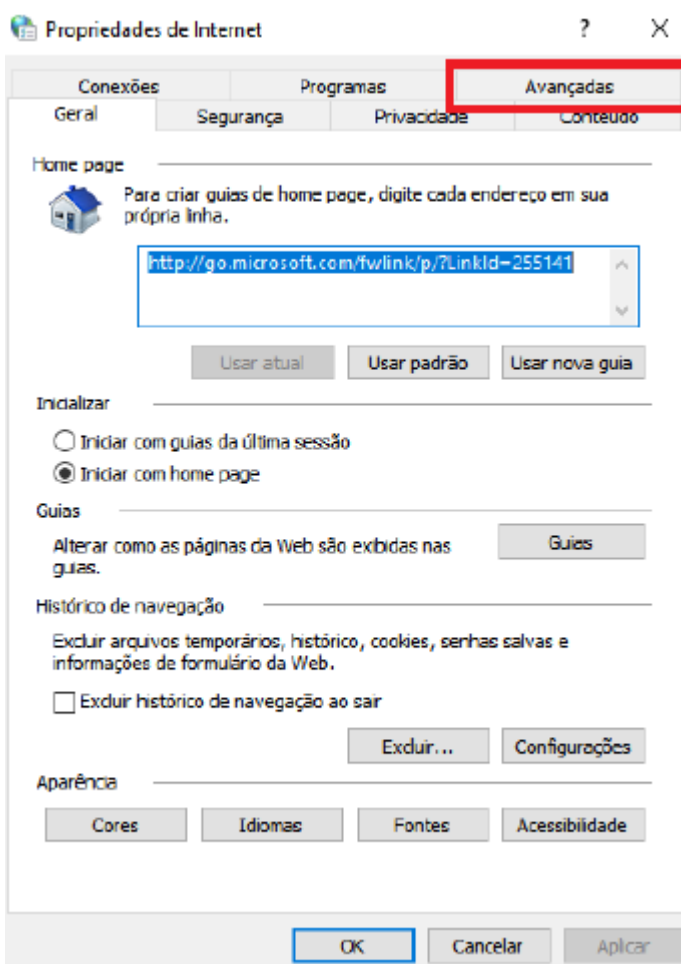 Propriedades de Internet ? X
Conexões Programas Avançadas
Geral Segurança Privacidade Conteúdo
Home page
Para criar guias de home page, digite cada endereço em sua
própria linha.
http://go.microsoft.com/fwlink/p/?LinkId=255141
Usar atual Usar padrão Usar nova guia
Inicializar
Iniciar com guias da última sessão
Iniciar com home page
Guias
Alterar como as páginas da Web são exibidas nas
guias.
Guias
Histórico de navegação
Excluir arquivos temporários, histórico, cookies, senhas salvas e
informações de formulário da Web.
Excluir histórico de navegação ao sair
Excluir... Configurações
Aparência
Cores Idiomas Fontes Acessibilidade
OK Cancelar Aplicar